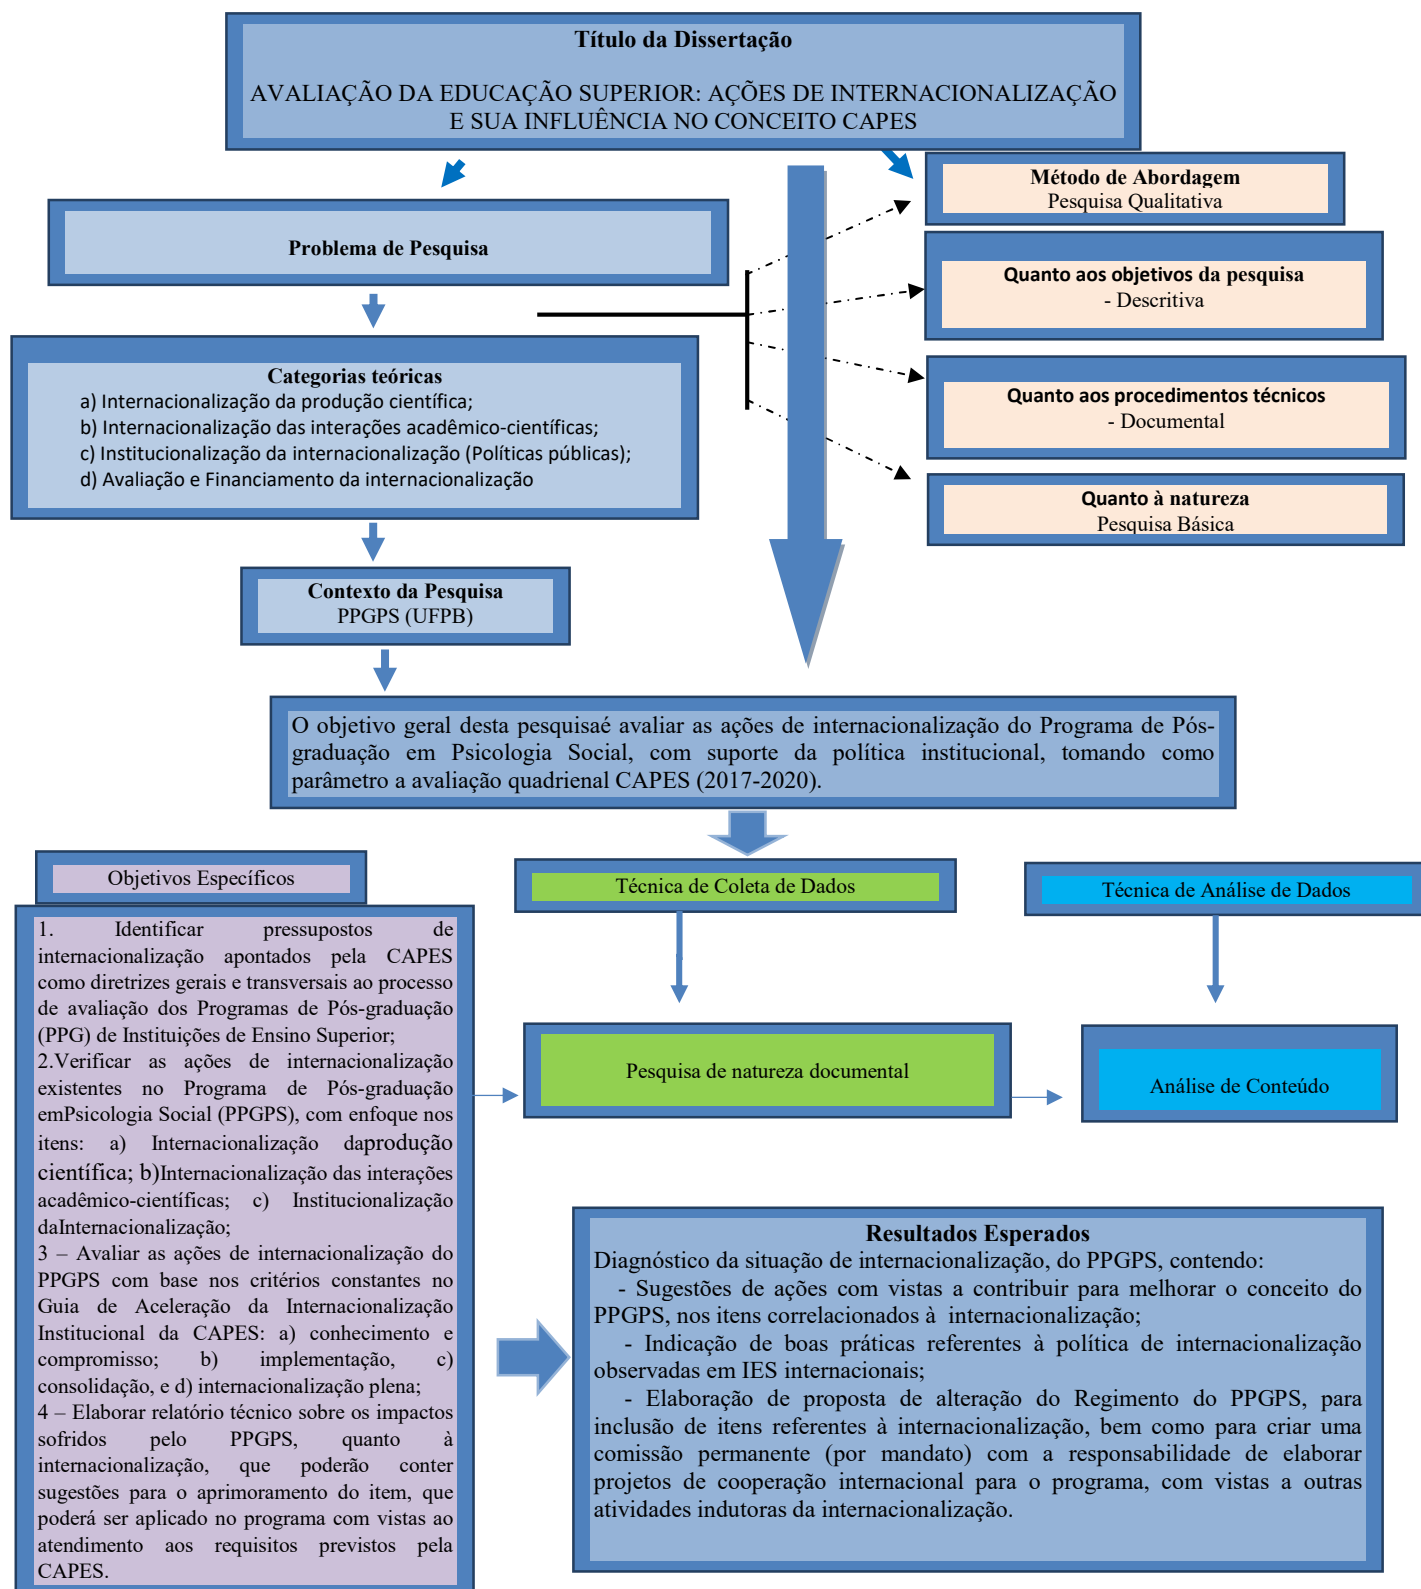 Título da Dissertação
AVALIAÇÃO DA EDUCAÇÃO SUPERIOR: AÇÕES DE INTERNACIONALIZAÇÃO
E SUA INFLUÊNCIA NO CONCEITO CAPES
Método de Abordagem
Pesquisa Qualitativa
Problema de Pesquisa
Quanto aos objetivos da pesquisa
- Descritiva
Categorias teóricas
a) Internacionalização da produção científica;
b) Internacionalização das interações acadêmico-científicas;
c) Institucionalização da internacionalização (Políticas públicas);
d) Avaliação e Financiamento da internacionalização
Quanto aos procedimentos técnicos
- Documental
Quanto à natureza
Pesquisa Básica
Contexto da Pesquisa
PPGPS (UFPB)
O objetivo geral desta pesquisaé avaliar as ações de internacionalização do Programa de Pós-
graduação em Psicologia Social, com suporte da política institucional, tomando como
parâmetro a avaliação quadrienal CAPES (2017-2020).
Objetivos Específicos
Técnica de Coleta de Dados
Técnica de Análise de Dados
1. Identificar pressupostos de
internacionalização apontados pela CAPES
como diretrizes gerais e transversais ao processo
de avaliação dos Programas de Pós-graduação
(PPG) de Instituições de Ensino Superior;
2.Verificar as ações de internacionalização
existentes no Programa de Pós-graduação
emPsicologia Social (PPGPS), com enfoque nos
itens: a) Internacionalização daprodução
científica; b)Internacionalização das interações
acadêmico-científicas; c) Institucionalização
daInternacionalização;
3 – Avaliar as ações de internacionalização do
PPGPS com base nos critérios constantes no
Guia de Aceleração da Internacionalização
Institucional da CAPES: a) conhecimento e
compromisso; b) implementação, c)
consolidação, e d) internacionalização plena;
4 – Elaborar relatório técnico sobre os impactos
sofridos pelo PPGPS, quanto à
internacionalização, que poderão conter
sugestões para o aprimoramento do item, que
poderá ser aplicado no programa com vistas ao
atendimento aos requisitos previstos pela
CAPES.
Pesquisa de natureza documental
Análise de Conteúdo
Resultados Esperados
Diagnóstico da situação de internacionalização, do PPGPS, contendo:
- Sugestões de ações com vistas a contribuir para melhorar o conceito do
PPGPS, nos itens correlacionados à internacionalização;
- Indicação de boas práticas referentes à política de internacionalização
observadas em IES internacionais;
- Elaboração de proposta de alteração do Regimento do PPGPS, para
inclusão de itens referentes à internacionalização, bem como para criar uma
comissão permanente (por mandato) com a responsabilidade de elaborar
projetos de cooperação internacional para o programa, com vistas a outras
atividades indutoras da internacionalização.